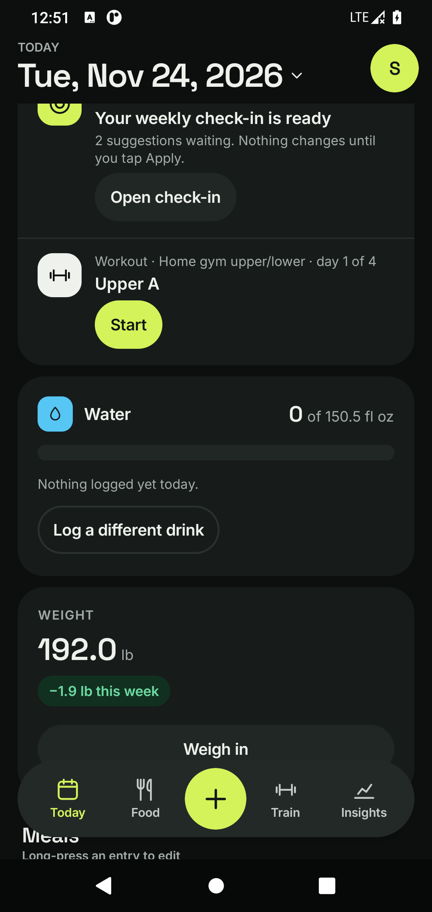 12:51
LTE
TODAY
Tue, Nov 24, 2026
S
Your weekly check-in is ready
2 suggestions waiting. Nothing changes until
you tap Apply.
Open check-in
Workout · Home gym upper/lower · day 1 of 4
Upper A
Start
Water
0 of 150.5 fl oz
Nothing logged yet today.
Log a different drink
WEIGHT
192.0 lb
−1.9 lb this week
Weigh in
Today
Food
Train
Insights
Meals
Long-press an entry to edit